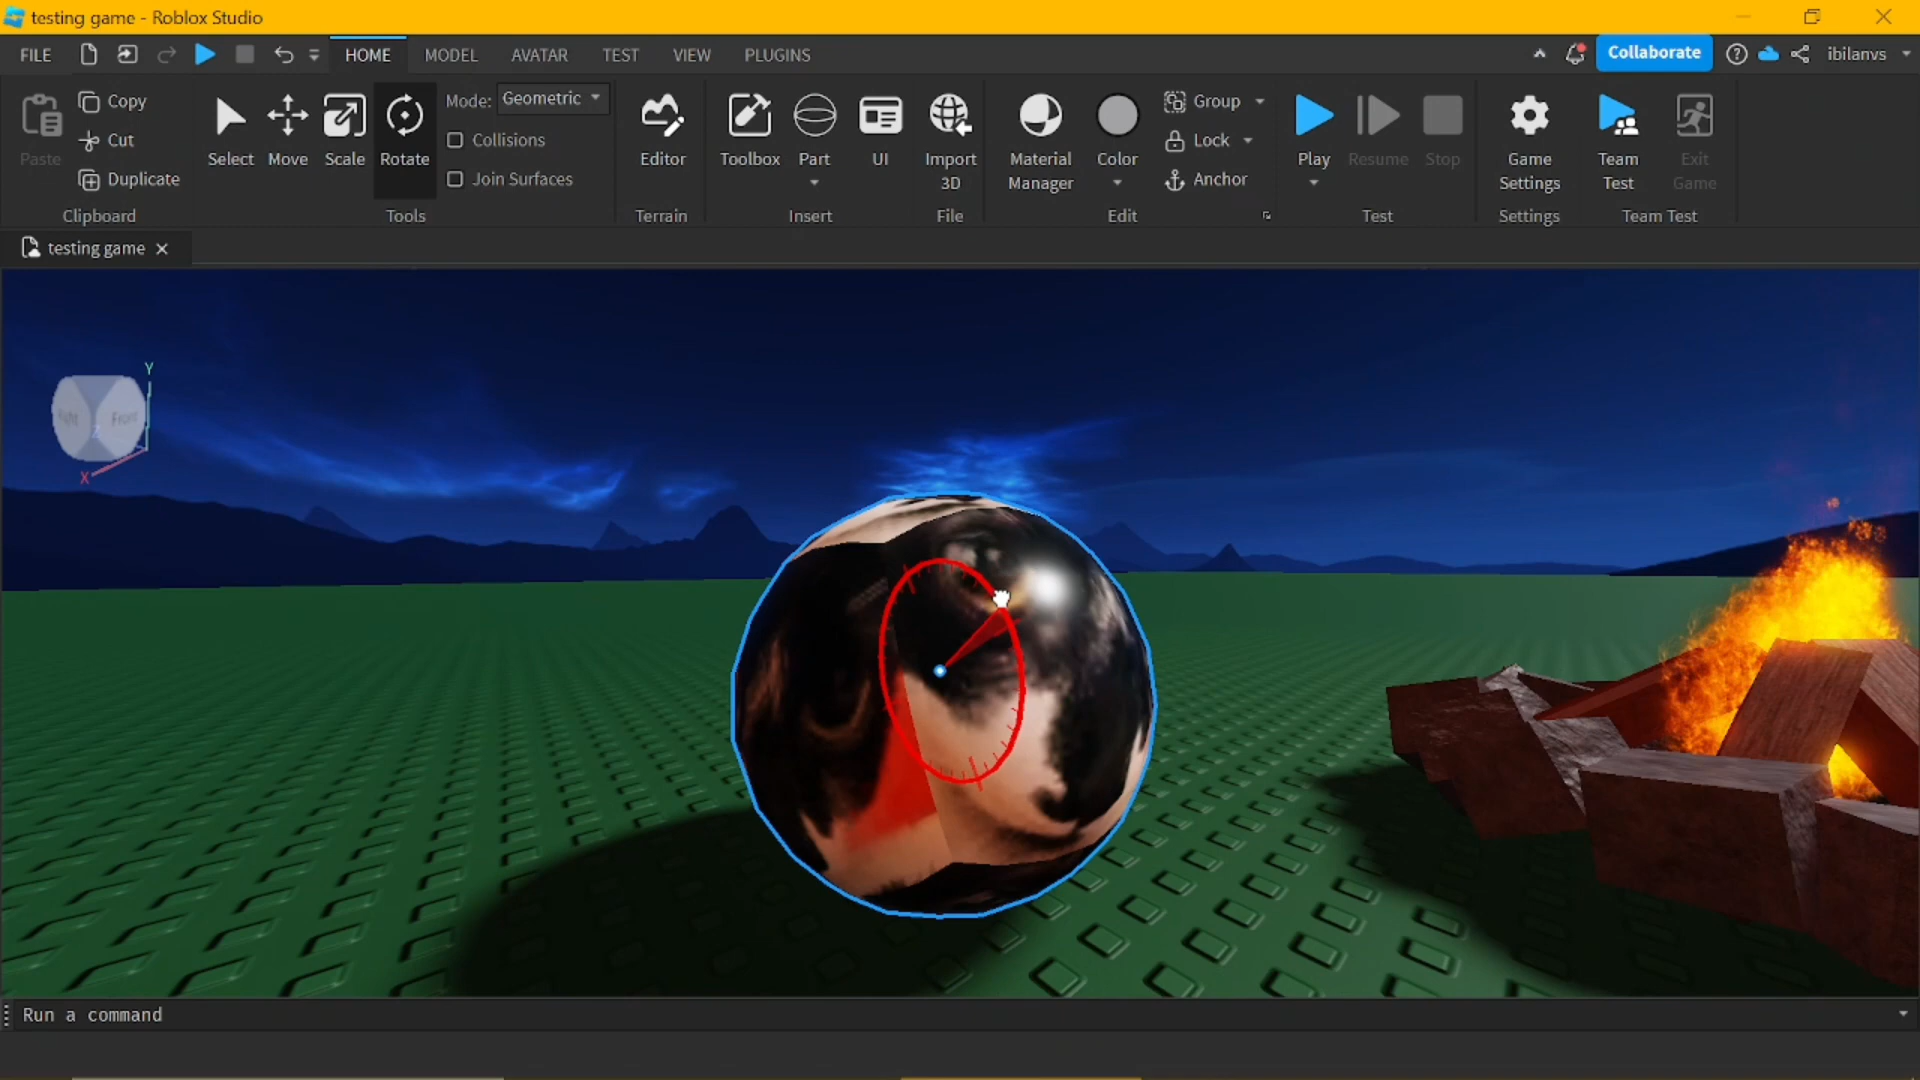 testing game - Roblox Studio
FILE HOME MODEL AVATAR TEST VIEW PLUGINS Collaborate ibilanvs
Paste
Copy
Cut
Duplicate
Clipboard
Select Move Scale Rotate
Mode: Geometric
Collisions
Join Surfaces
Tools
Editor
Terrain
Toolbox Part UI
Insert
Import
3D
File
Material
Manager
Color
Group
Lock
Anchor
Edit
Play Resume Stop
Test
Game
Settings
Settings
Team
Test
Exit
Game
Team Test
testing game
Y
Front
Z
X
Run a command